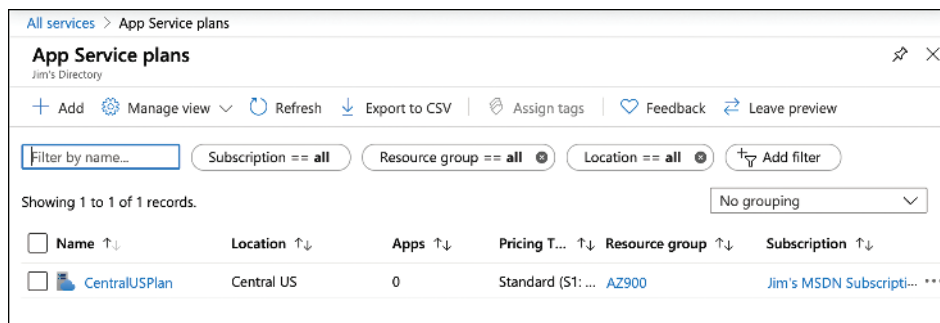 All services > App Service plans
App Service plans
Jim's Directory
Add Manage view Refresh Export to CSV Assign tags Feedback Leave preview
Filter by name... Subscription == all Resource group == all Location == all Add filter
Showing 1 to 1 of 1 records. No grouping
Name Location Apps Pricing T... Resource group Subscription
CentralUSPlan Central US 0 Standard (S1: ... AZ900 Jim's MSDN Subscripti...